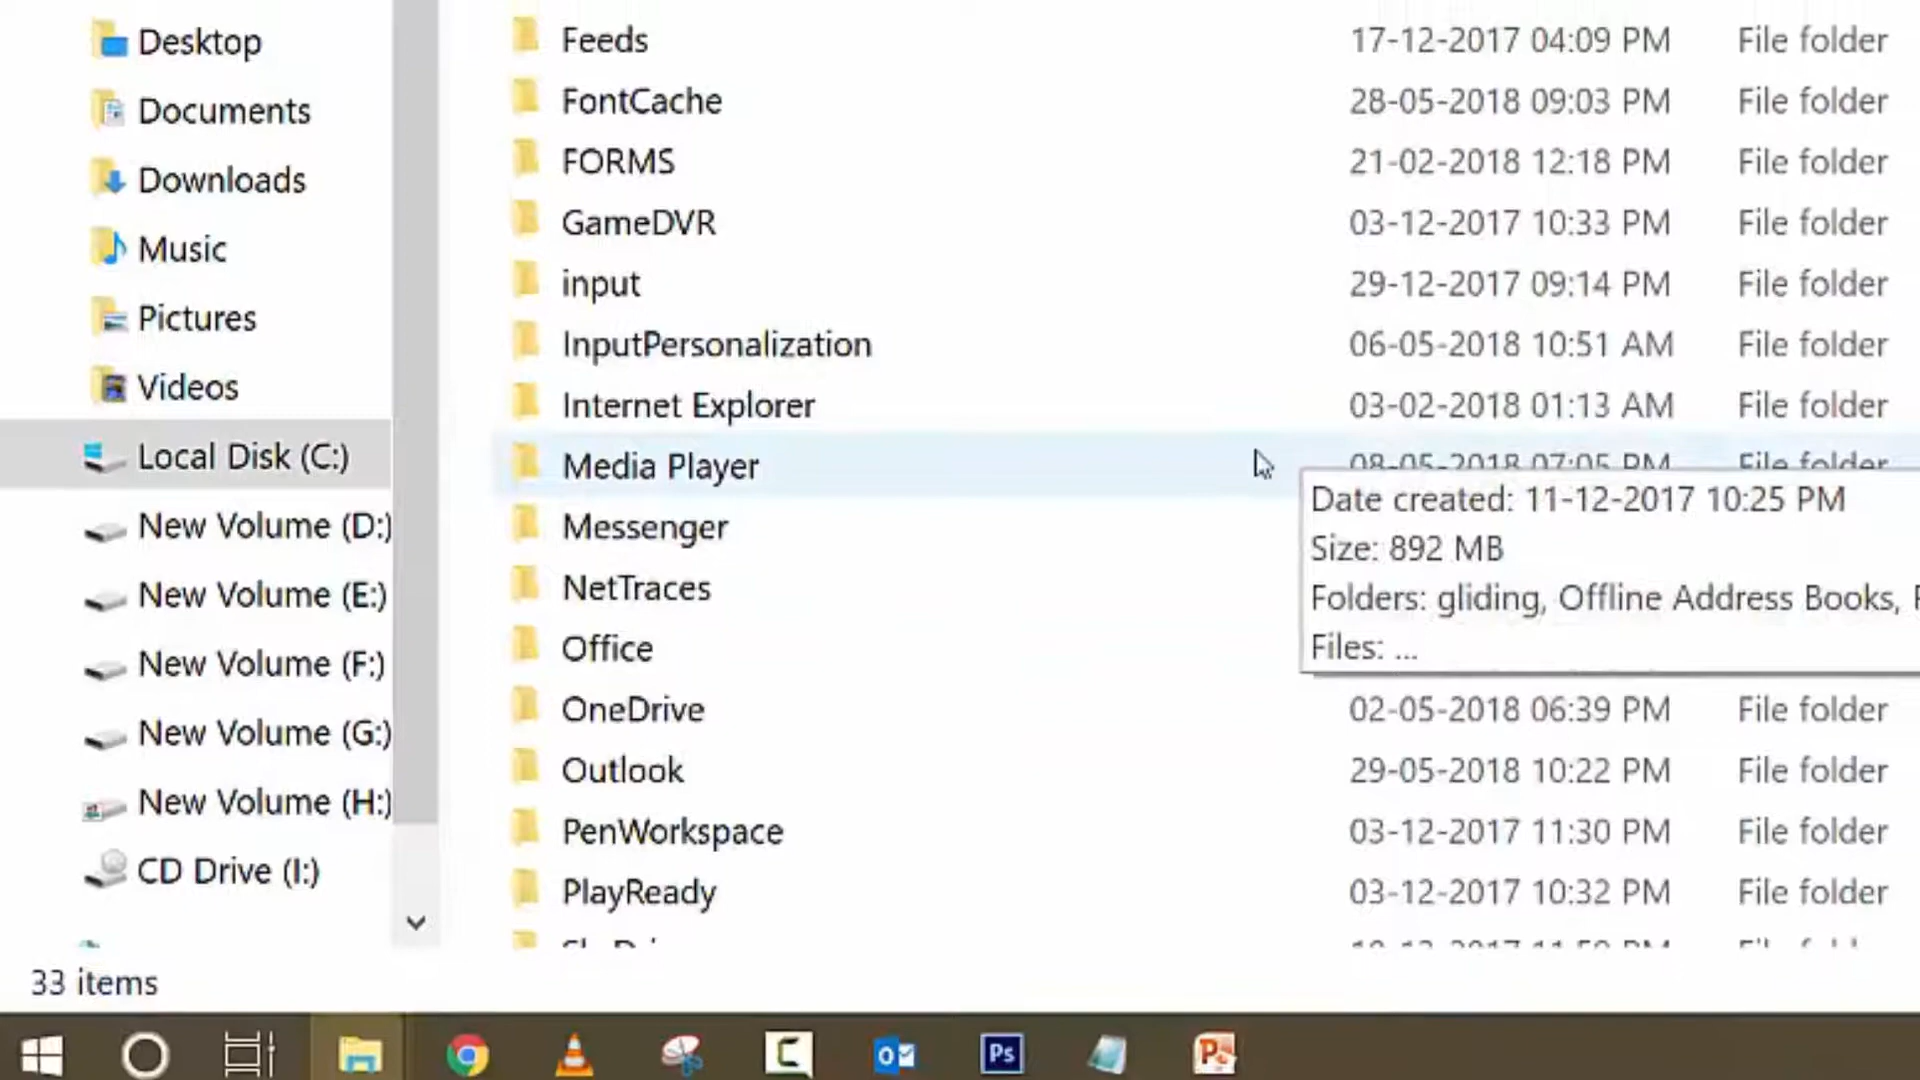 Desktop
Documents
Downloads
Music
Pictures
Videos
Local Disk (C:)
New Volume (D:)
New Volume (E:)
New Volume (F:)
New Volume (G:)
New Volume (H:)
CD Drive (I:)
Feeds 17-12-2017 04:09 PM File folder
FontCache 28-05-2018 09:03 PM File folder
FORMS 21-02-2018 12:18 PM File folder
GameDVR 03-12-2017 10:33 PM File folder
input 29-12-2017 09:14 PM File folder
InputPersonalization 06-05-2018 10:51 AM File folder
Internet Explorer 03-02-2018 01:13 AM File folder
Media Player 08-05-2018 07:05 PM File folder
Messenger
NetTraces
Office
OneDrive 02-05-2018 06:39 PM File folder
Outlook 29-05-2018 10:22 PM File folder
PenWorkspace 03-12-2017 11:30 PM File folder
PlayReady 03-12-2017 10:32 PM File folder
Date created: 11-12-2017 10:25 PM
Size: 892 MB
Folders: gliding, Offline Address Books,
Files: ...
33 items
Ps